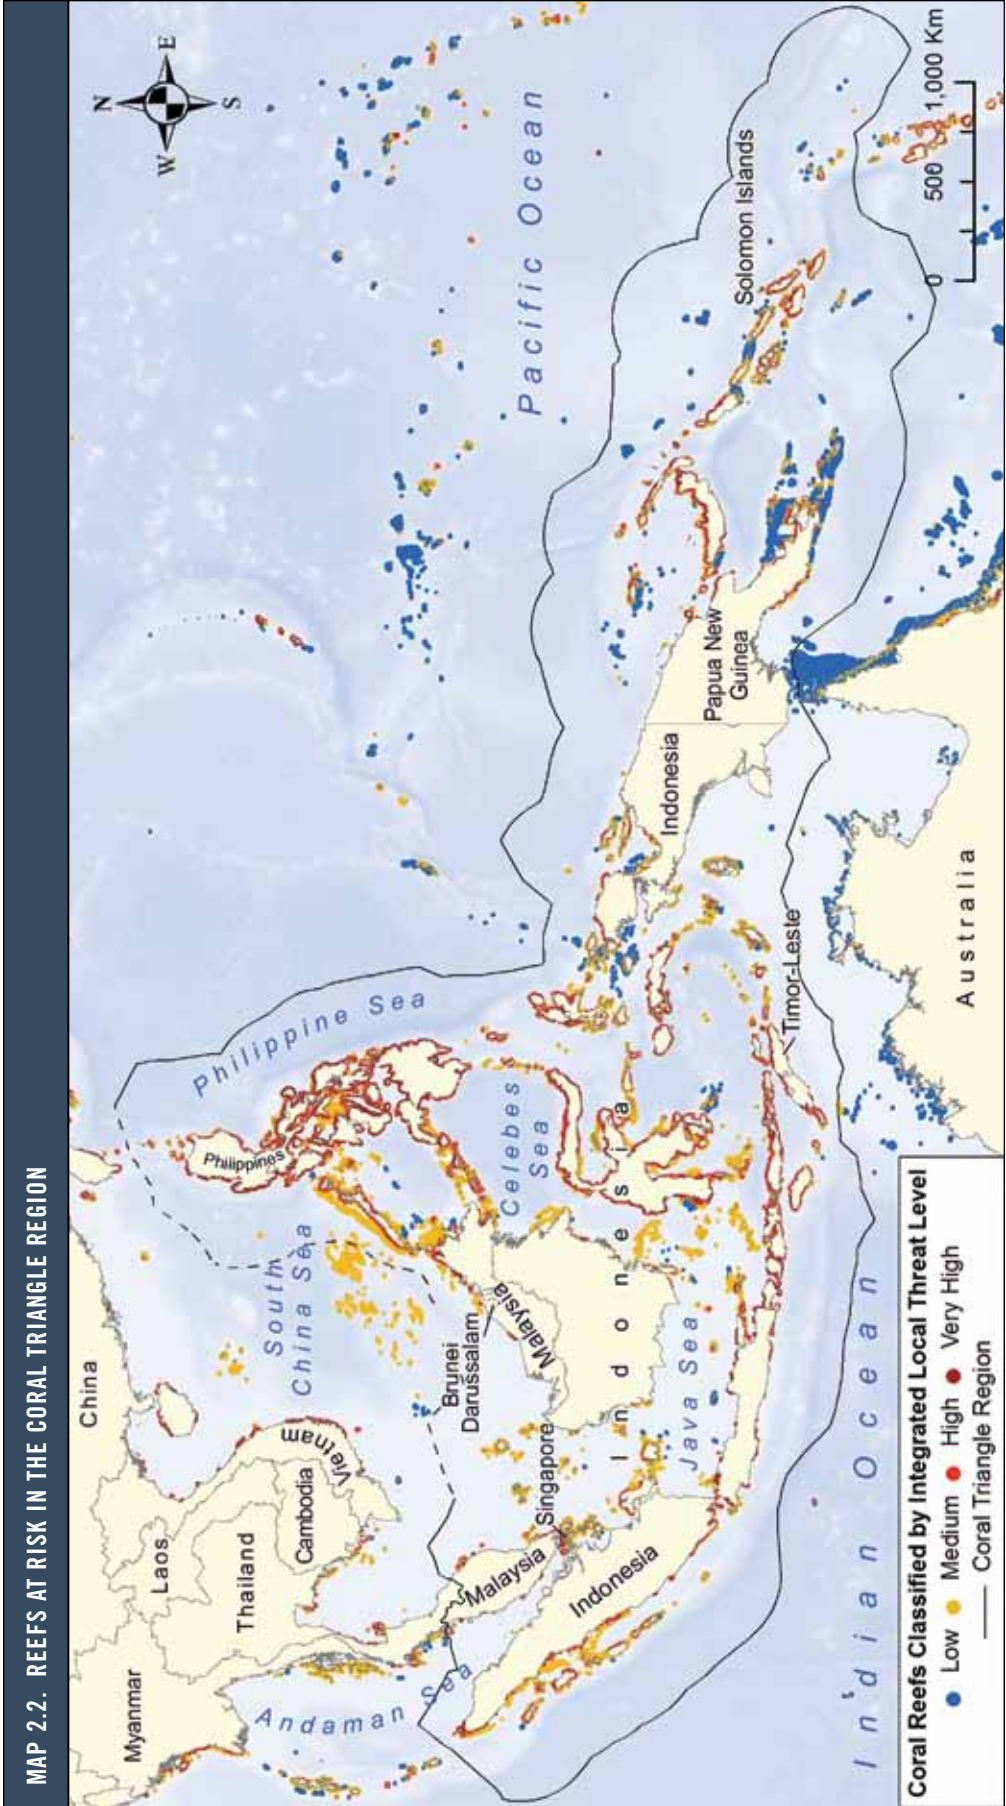 MAP 2.2. REEFS AT RISK IN THE CORAL TRIANGLE REGION
N
W
E
S
China
Myanmar
Laos
Thailand
Vietnam
Cambodia
South
China Sea
Philippines
Philippine Sea
Pacific Ocean
Andaman Sea
Brunei
Darussalam
Malaysia
Celebes
Sea
Malaysia
Singapore
Indonesia
Indonesia
Java Sea
Indonesia
Papua New
Guinea
Solomon Islands
Timor-Leste
Indian Ocean
Australia
Coral Reefs Classified by Integrated Local Threat Level
Low Medium High Very High
Coral Triangle Region
0 500 1,000 Km